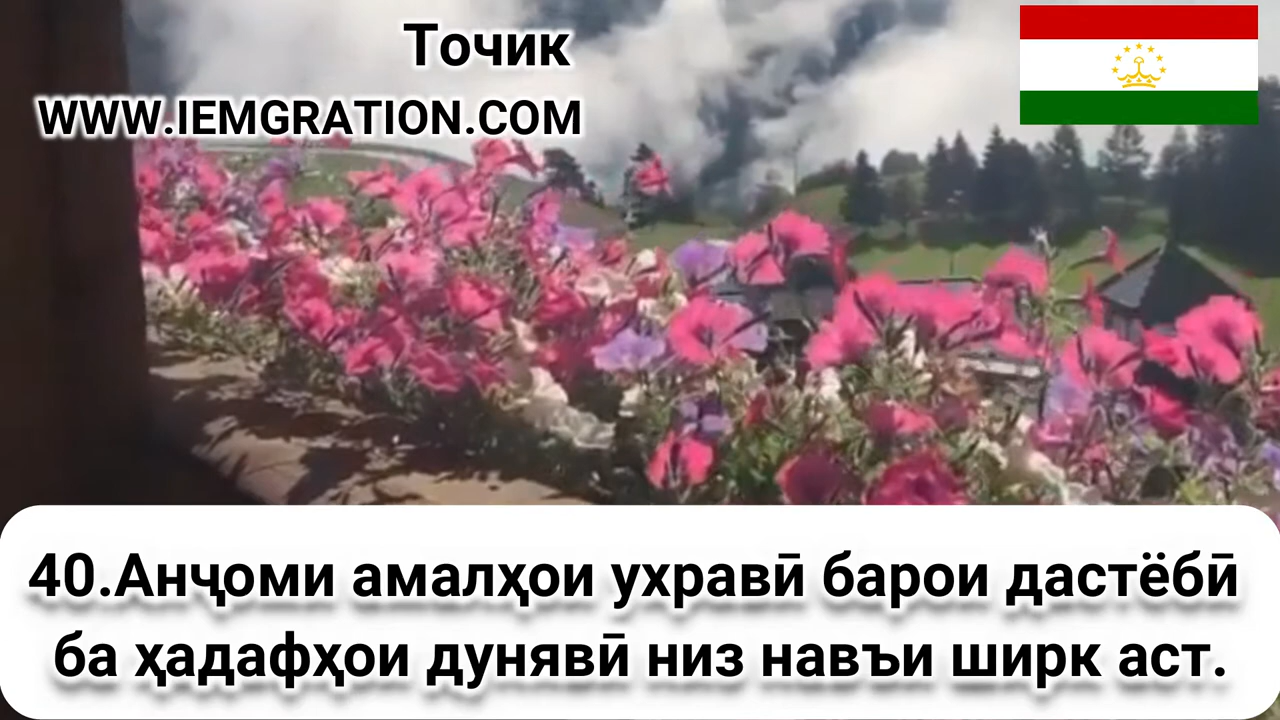 Точик
WWW.IEMGRATION.COM
40.Анҷоми амалҳои ухравӣ барои дастёбӣ
ба ҳадафҳои дунявӣ низ навъи ширк аст.